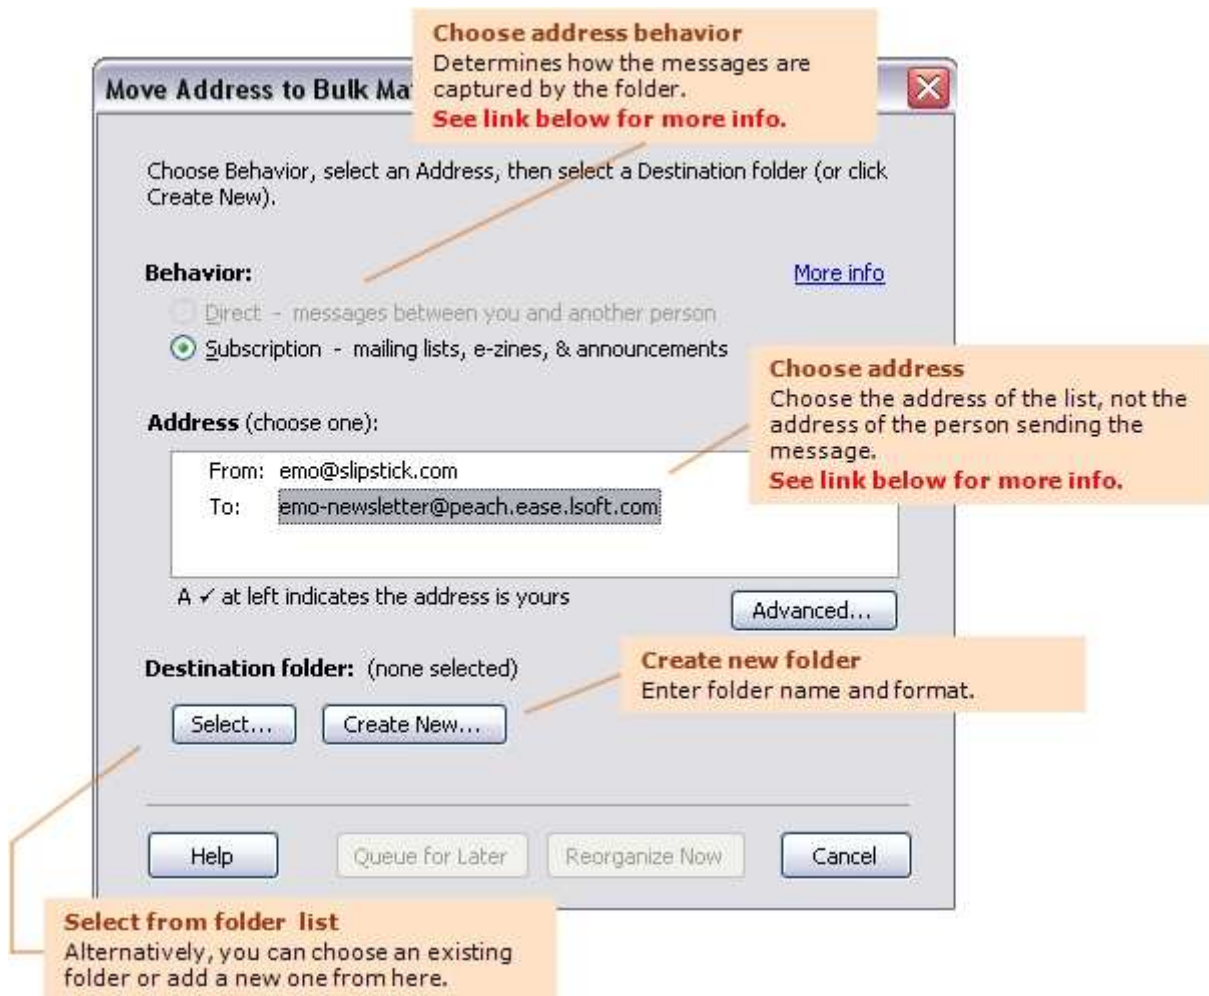 Choose address behavior
Determines how the messages are
captured by the folder.
See link below for more info.
Move Address to Bulk Ma
Choose Behavior, select an Address, then select a Destination folder (or click
Create New).
Behavior:
More info
Direct - messages between you and another person
Subscription - mailing lists, e-zines, & announcements
Choose address
Choose the address of the list, not the
address of the person sending the
message.
See link below for more info.
Address (choose one):
From: emo@slipstick.com
To: emo-newsletter@peach.ease.lsoft.com
A ✓ at left indicates the address is yours
Advanced...
Destination folder: (none selected)
Create new folder
Enter folder name and format.
Select...
Create New...
Help
Queue for Later
Reorganize Now
Cancel
Select from folder list
Alternatively, you can choose an existing
folder or add a new one from here.